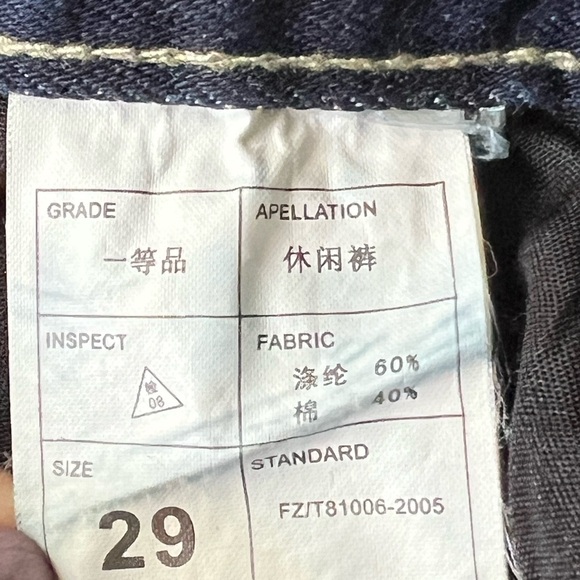 GRADE
一等品
APELLATION
休闲裤
INSPECT
检
08
FABRIC
涤纶 60%
棉 40%
SIZE
29
STANDARD
FZ/T81006-2005